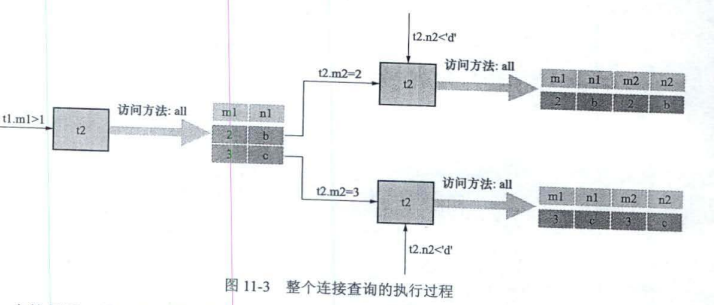 t2.n2<'d'
t2.m2=2
t2
访问方法: all
m1 n1 m2 n2
2 b 2 b
t1.m1>1
t2
访问方法: all
m1 n1
2 b
3 c
t2.m2=3
t2
访问方法: all
m1 n1 m2 n2
3 c 3 c
t2.n2<'d'
图 11-3 整个连接查询的执行过程